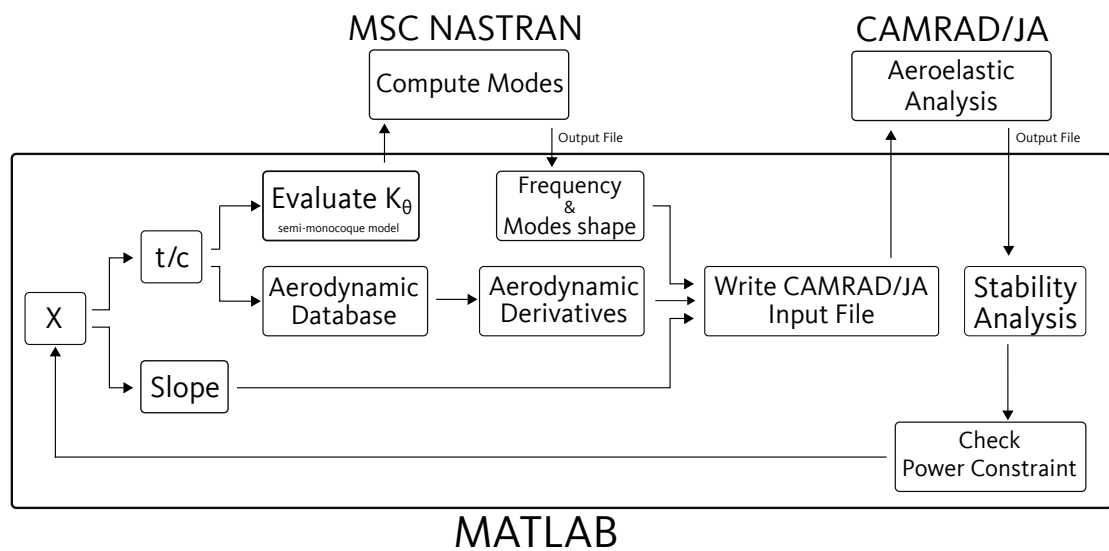 MSC NASTRAN
CAMRAD/JA
Compute Modes
Aeroelastic
Analysis
Output File
Output File
Evaluate Kθ
semi-monocoque model
Frequency
&
Modes shape
t/c
Aerodynamic
Database
Aerodynamic
Derivatives
Write CAMRAD/JA
Input File
Stability
Analysis
X
Slope
Check
Power Constraint
MATLAB